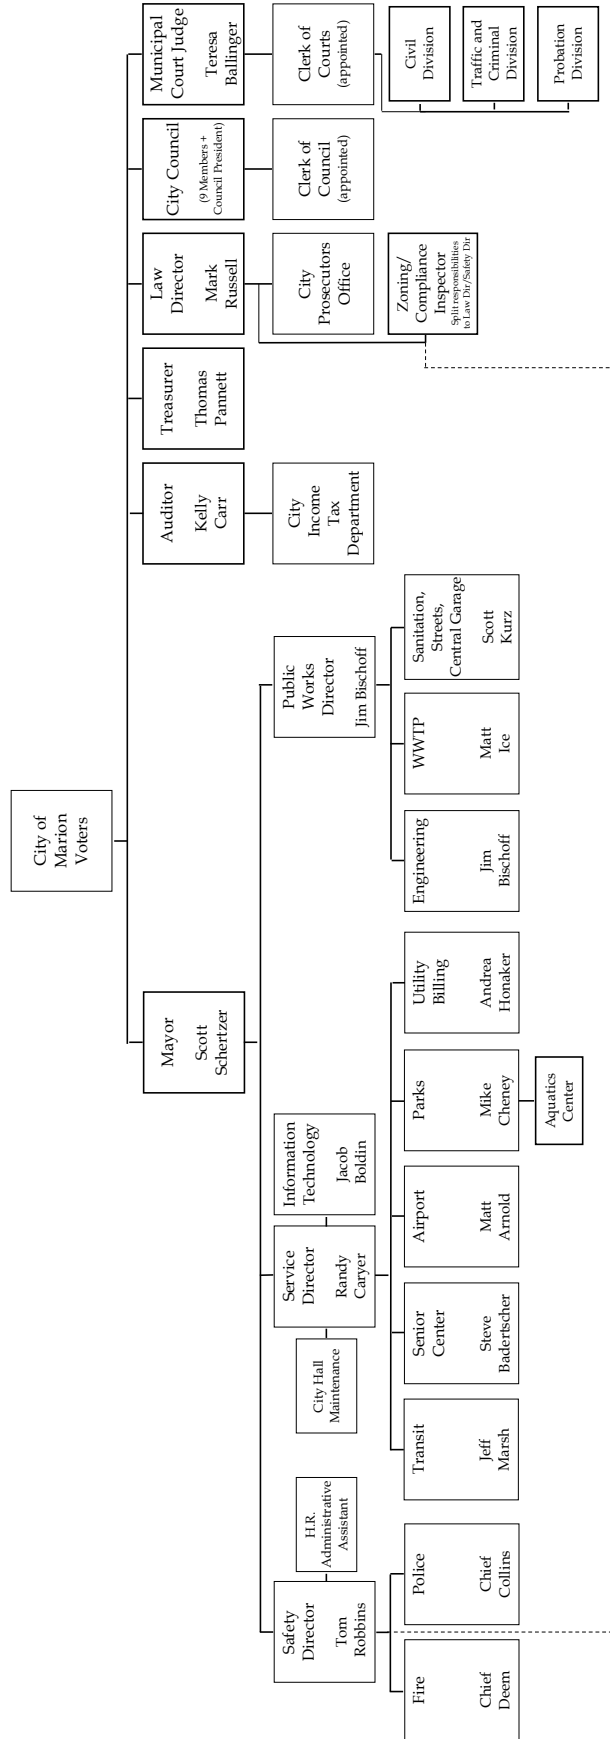 City of
Marion
Voters
Mayor
Scott
Schertzer
Auditor
Kelly
Carr
Treasurer
Thomas
Pannett
Law
Director
Mark
Russell
City Council
(9 Members +
Council President)
Municipal
Court Judge
Teresa
Ballinger
Safety
Director
Tom
Robbins
H.R.
Administrative
Assistant
City Hall
Maintenance
Service
Director
Randy
Caryer
Information
Technology
Jacob
Boldin
Public
Works
Director
Jim Bischoff
City
Income
Tax
Department
City
Prosecutors
Office
Clerk of
Council
(appointed)
Clerk of
Courts
(appointed)
Fire
Chief
Deem
Police
Chief
Collins
Transit
Jeff
Marsh
Senior
Center
Steve
Badertscher
Airport
Matt
Arnold
Parks
Mike
Cheney
Utility
Billing
Andrea
Honaker
Engineering
Jim
Bischoff
WWTP
Matt
Ice
Sanitation,
Streets,
Central Garage
Scott
Kurz
Zoning/
Compliance
Inspector
Split responsibilities
to Law Dir/Safety Dir
Civil
Division
Traffic and
Criminal
Division
Probation
Division
Aquatics
Center